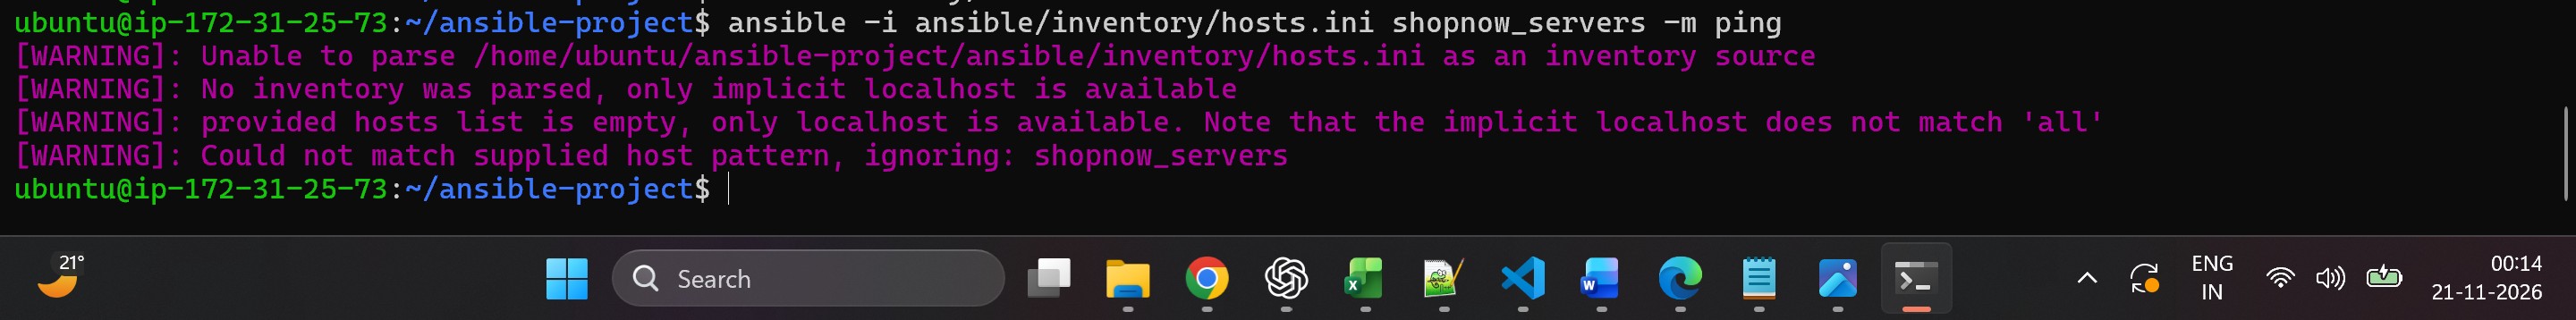 ubuntu@ip-172-31-25-73:~/ansible-project$ ansible -i ansible/inventory/hosts.ini shopnow_servers -m ping
[WARNING]: Unable to parse /home/ubuntu/ansible-project/ansible/inventory/hosts.ini as an inventory source
[WARNING]: No inventory was parsed, only implicit localhost is available
[WARNING]: provided hosts list is empty, only localhost is available. Note that the implicit localhost does not match 'all'
[WARNING]: Could not match supplied host pattern, ignoring: shopnow_servers
ubuntu@ip-172-31-25-73:~/ansible-project$
21°
Search
ENG
IN
00:14
21-11-2026